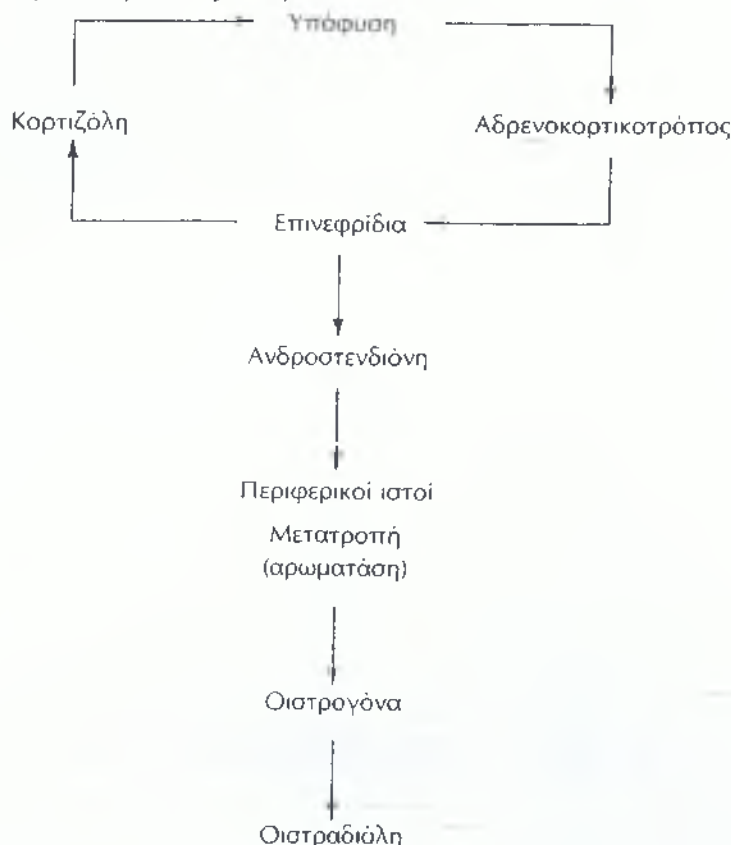 Υπόφυση
Κορτιζόλη
Αδρενοκορτικοτρόπος
Επινεφρίδια
Ανδροστενδιόνη
Περιφερικοί ιστοί
Μετατροπή
(αρωματάση)
Οιστρογόνα
Οιστραδιόλη